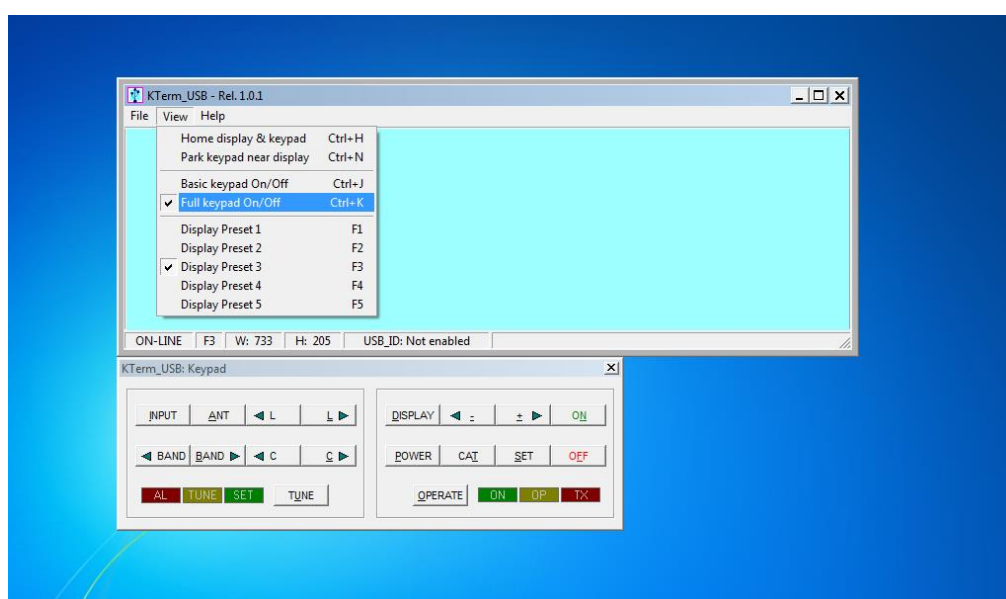 KTerm_USB - Rel. 1.0.1
File View Help
Home display & keypad Ctrl+H
Park keypad near display Ctrl+N
Basic keypad On/Off Ctrl+J
Full keypad On/Off Ctrl+K
Display Preset 1 F1
Display Preset 2 F2
Display Preset 3 F3
Display Preset 4 F4
Display Preset 5 F5
ON-LINE F3 W: 733 H: 205 USB_ID: Not enabled
KTerm_USB: Keypad
INPUT ANT ◄ L L ► DISPLAY ◄ - ± ► ON
◄ BAND BAND ► ◄ C C ► POWER CAT SET OFF
AL TUNE SET TUNE OPERATE ON OP TX